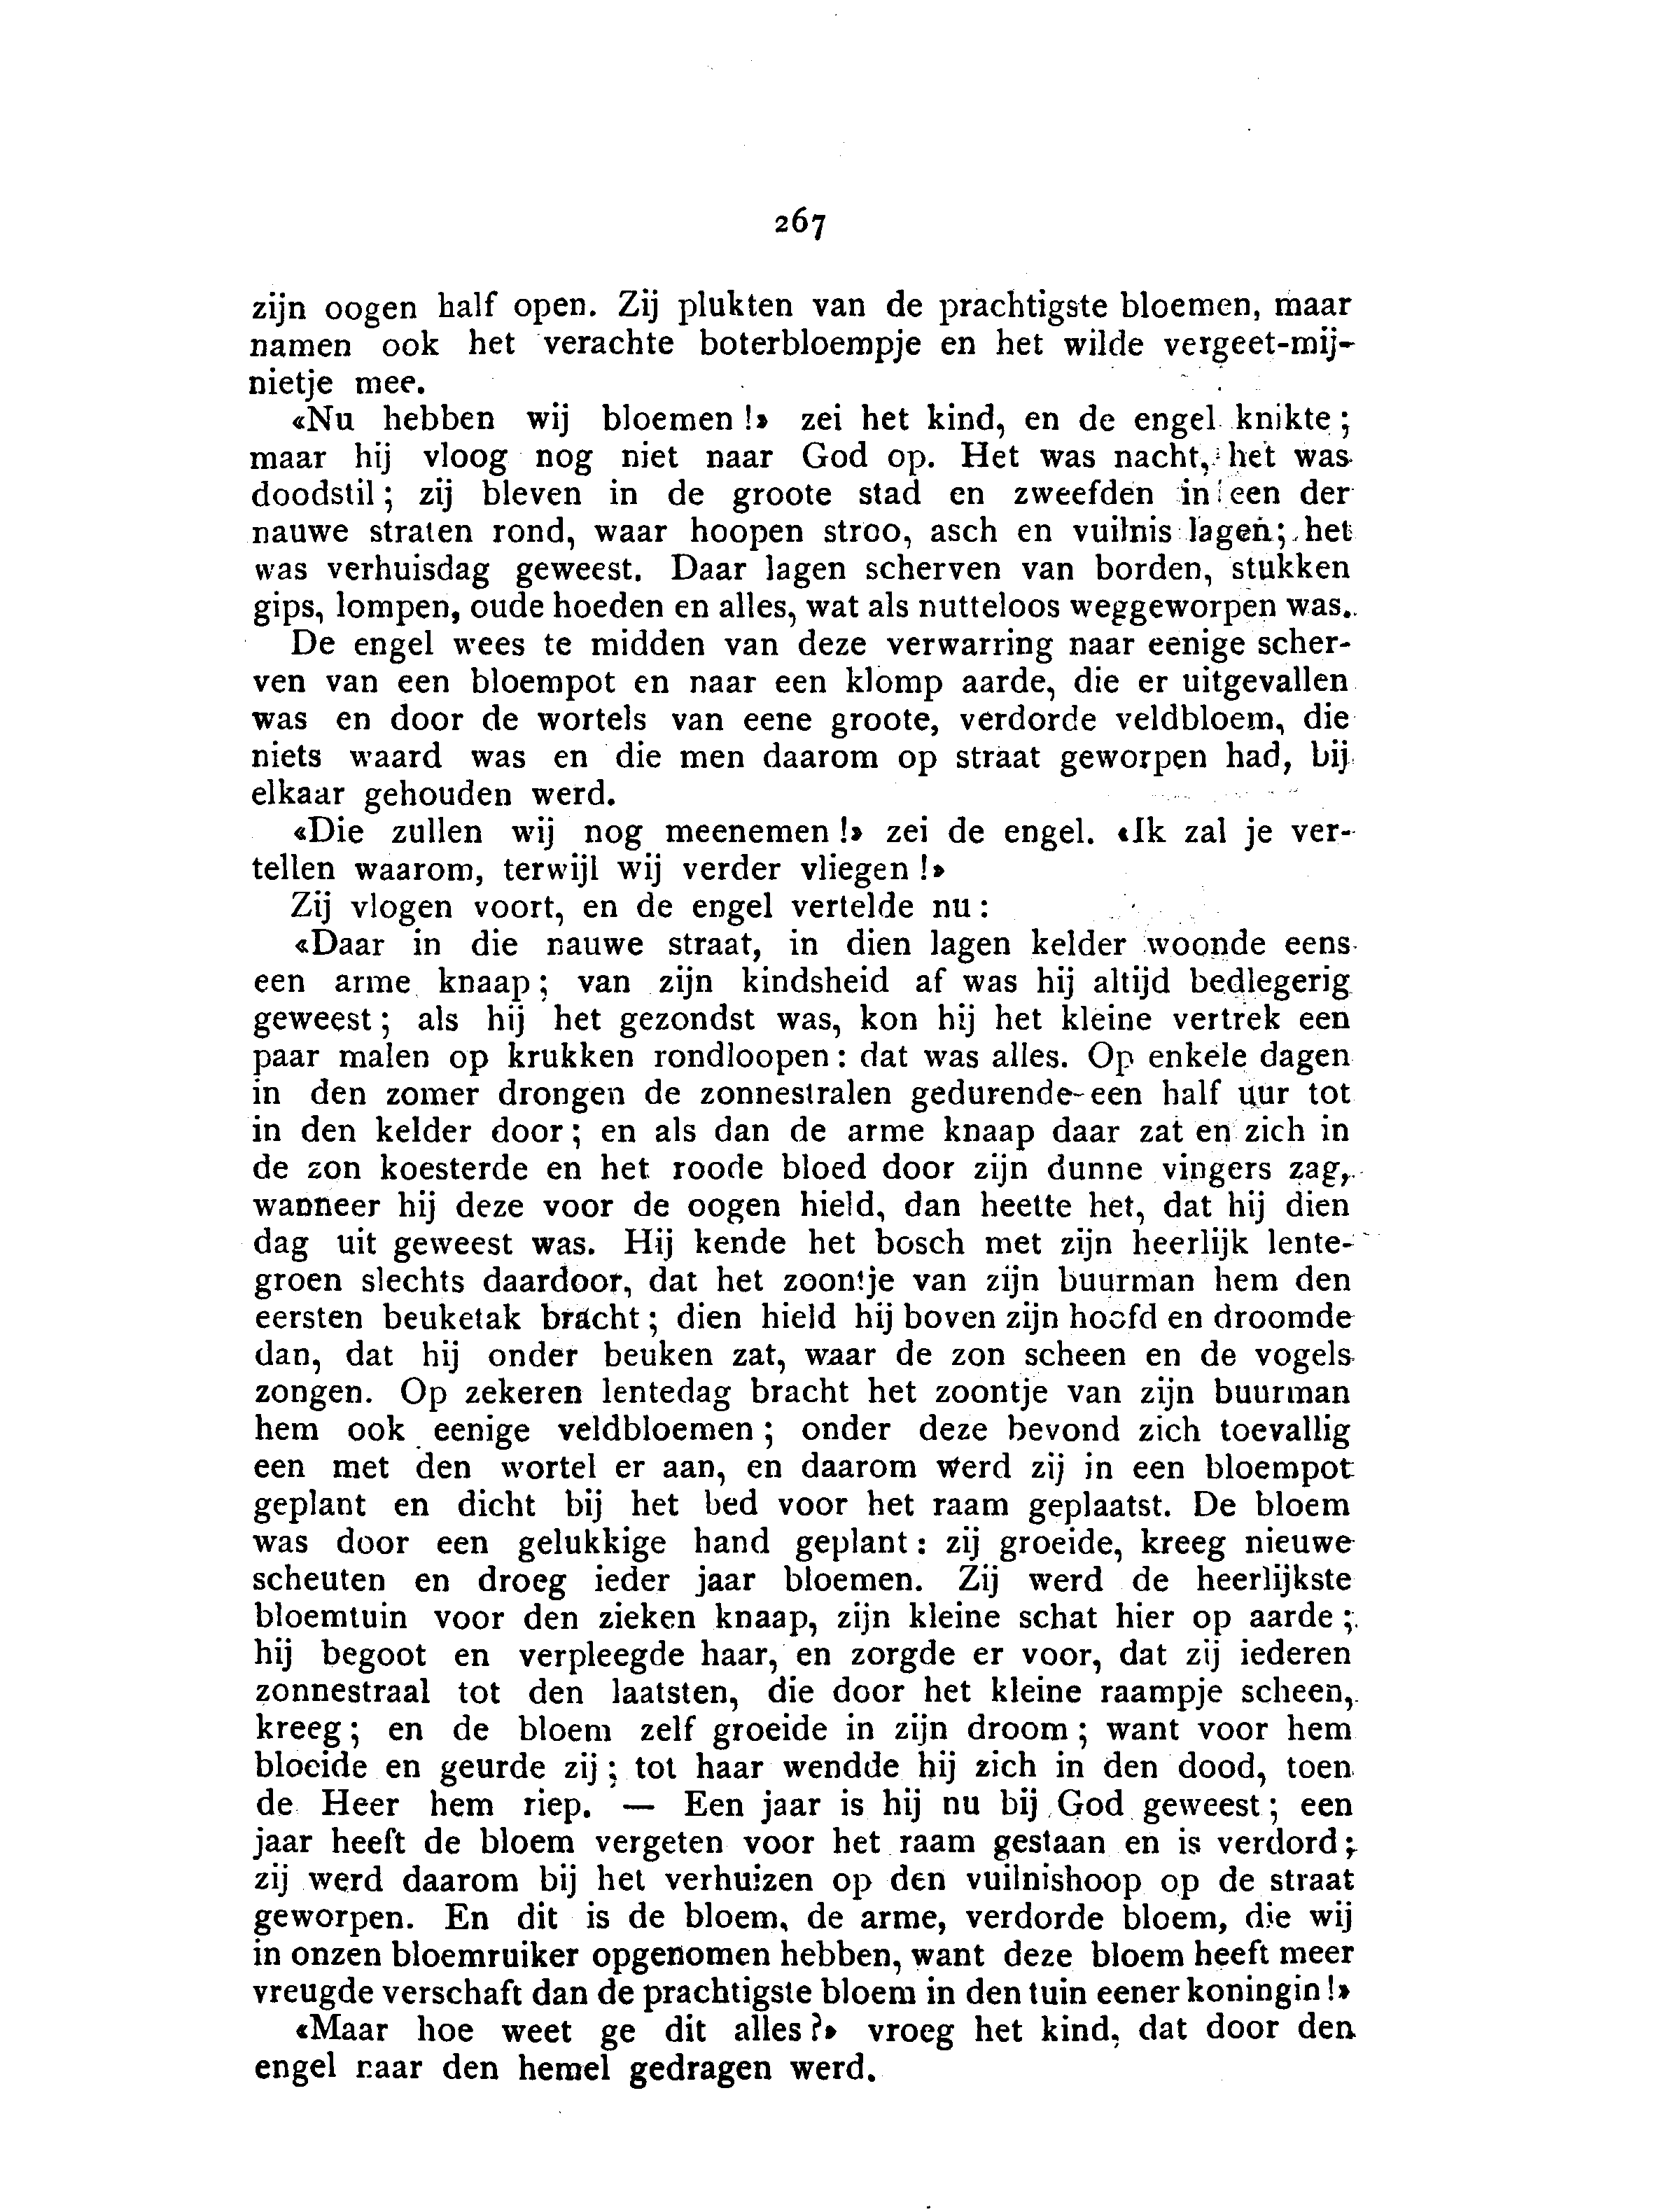 267
zijn oogen half open. Zij plukten van de prachtigste bloemen, maar
namen ook het verachte boterbloempje en het wilde vergeet-mij-
nietje mee.
«Nu hebben wij bloemen!» zei het kind, en de engel knikte;
maar hij vloog nog niet naar God op. Het was nacht, het was
doodstil; zij bleven in de groote stad en zweefden in een der
nauwe straten rond, waar hoopen stroo, asch en vuilnis lagen; het
was verhuisdag geweest. Daar lagen scherven van borden, stukken
gips, lompen, oude hoeden en alles, wat als nutteloos weggeworpen was.
De engel wees te midden van deze verwarring naar eenige scher-
ven van een bloempot en naar een klomp aarde, die er uitgevallen
was en door de wortels van eene groote, verdorde veldbloem, die
niets waard was en die men daarom op straat geworpen had, bij
elkaar gehouden werd.
«Die zullen wij nog meenemen!» zei de engel. «Ik zal je ver-
tellen waarom, terwijl wij verder vliegen!»
Zij vlogen voort, en de engel vertelde nu:
«Daar in die nauwe straat, in dien lagen kelder woonde eens
een arme knaap; van zijn kindsheid af was hij altijd bedlegerig
geweest; als hij het gezondst was, kon hij het kleine vertrek een
paar malen op krukken rondloopen: dat was alles. Op enkele dagen
in den zomer drongen de zonnestralen gedurende een half uur tot
in den kelder door; en als dan de arme knaap daar zat en zich in
de zon koesterde en het roode bloed door zijn dunne vingers zag,
wanneer hij deze voor de oogen hield, dan heette het, dat hij dien
dag uit geweest was. Hij kende het bosch met zijn heerlijk lente-
groen slechts daardoor, dat het zoontje van zijn buurman hem den
eersten beuketak bracht; dien hield hij boven zijn hoofd en droomde
dan, dat hij onder beuken zat, waar de zon scheen en de vogels
zongen. Op zekeren lentedag bracht het zoontje van zijn buurman
hem ook eenige veldbloemen; onder deze bevond zich toevallig
een met den wortel er aan, en daarom werd zij in een bloempot
geplant en dicht bij het bed voor het raam geplaatst. De bloem
was door een gelukkige hand geplant: zij groeide, kreeg nieuwe
scheuten en droeg ieder jaar bloemen. Zij werd de heerlijkste
bloemtuin voor den zieken knaap, zijn kleine schat hier op aarde;
hij begoot en verpleegde haar, en zorgde er voor, dat zij iederen
zonnestraal tot den laatsten, die door het kleine raampje scheen,
kreeg; en de bloem zelf groeide in zijn droom; want voor hem
bloeide en geurde zij; tot haar wendde hij zich in den dood, toen
de Heer hem riep. — Een jaar is hij nu bij God geweest; een
jaar heeft de bloem vergeten voor het raam gestaan en is verdord;
zij werd daarom bij het verhuizen op den vuilnishoop op de straat
geworpen. En dit is de bloem, de arme, verdorde bloem, die wij
in onzen bloemruiker opgenomen hebben, want deze bloem heeft meer
vreugde verschaft dan de prachtigste bloem in den tuin eener koningin!»
«Maar hoe weet ge dit alles?» vroeg het kind, dat door den
engel naar den hemel gedragen werd.